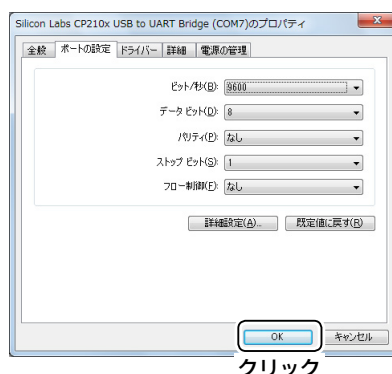 Silicon Labs CP210x USB to UART Bridge (COM7)のプロパティ
全般 ポートの設定 ドライバー 詳細 電源の管理
ビット/秒(B): 9600
データ ビット(D): 8
パリティ(P): なし
ストップ ビット(S): 1
フロー制御(F): なし
詳細設定(A)... 既定値に戻す(R)
OK キャンセル
クリック